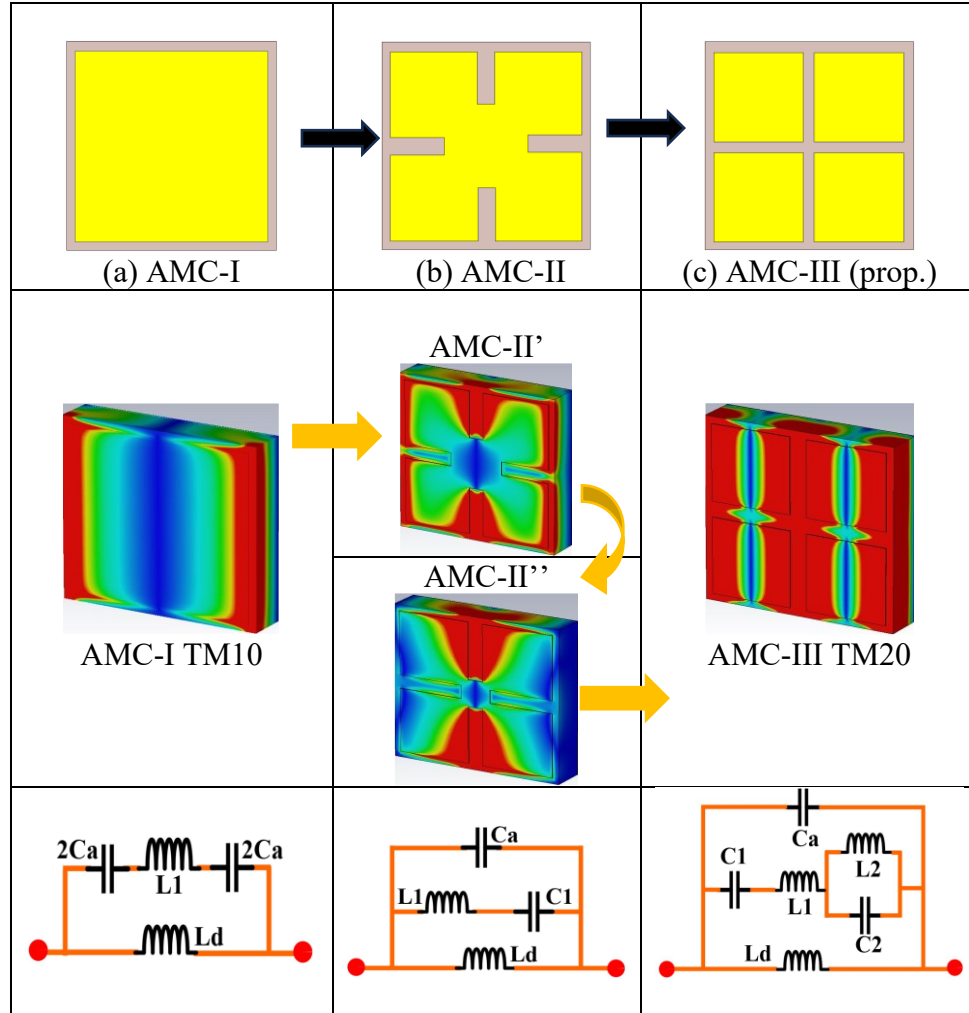 (a) AMC-I
(b) AMC-II
(c) AMC-III (prop.)
AMC-I TM10
AMC-II’
AMC-II’’
AMC-III TM20
2Ca
L1
2Ca
Ld
Ca
L1
C1
Ld
Ca
C1
L1
L2
C2
Ld